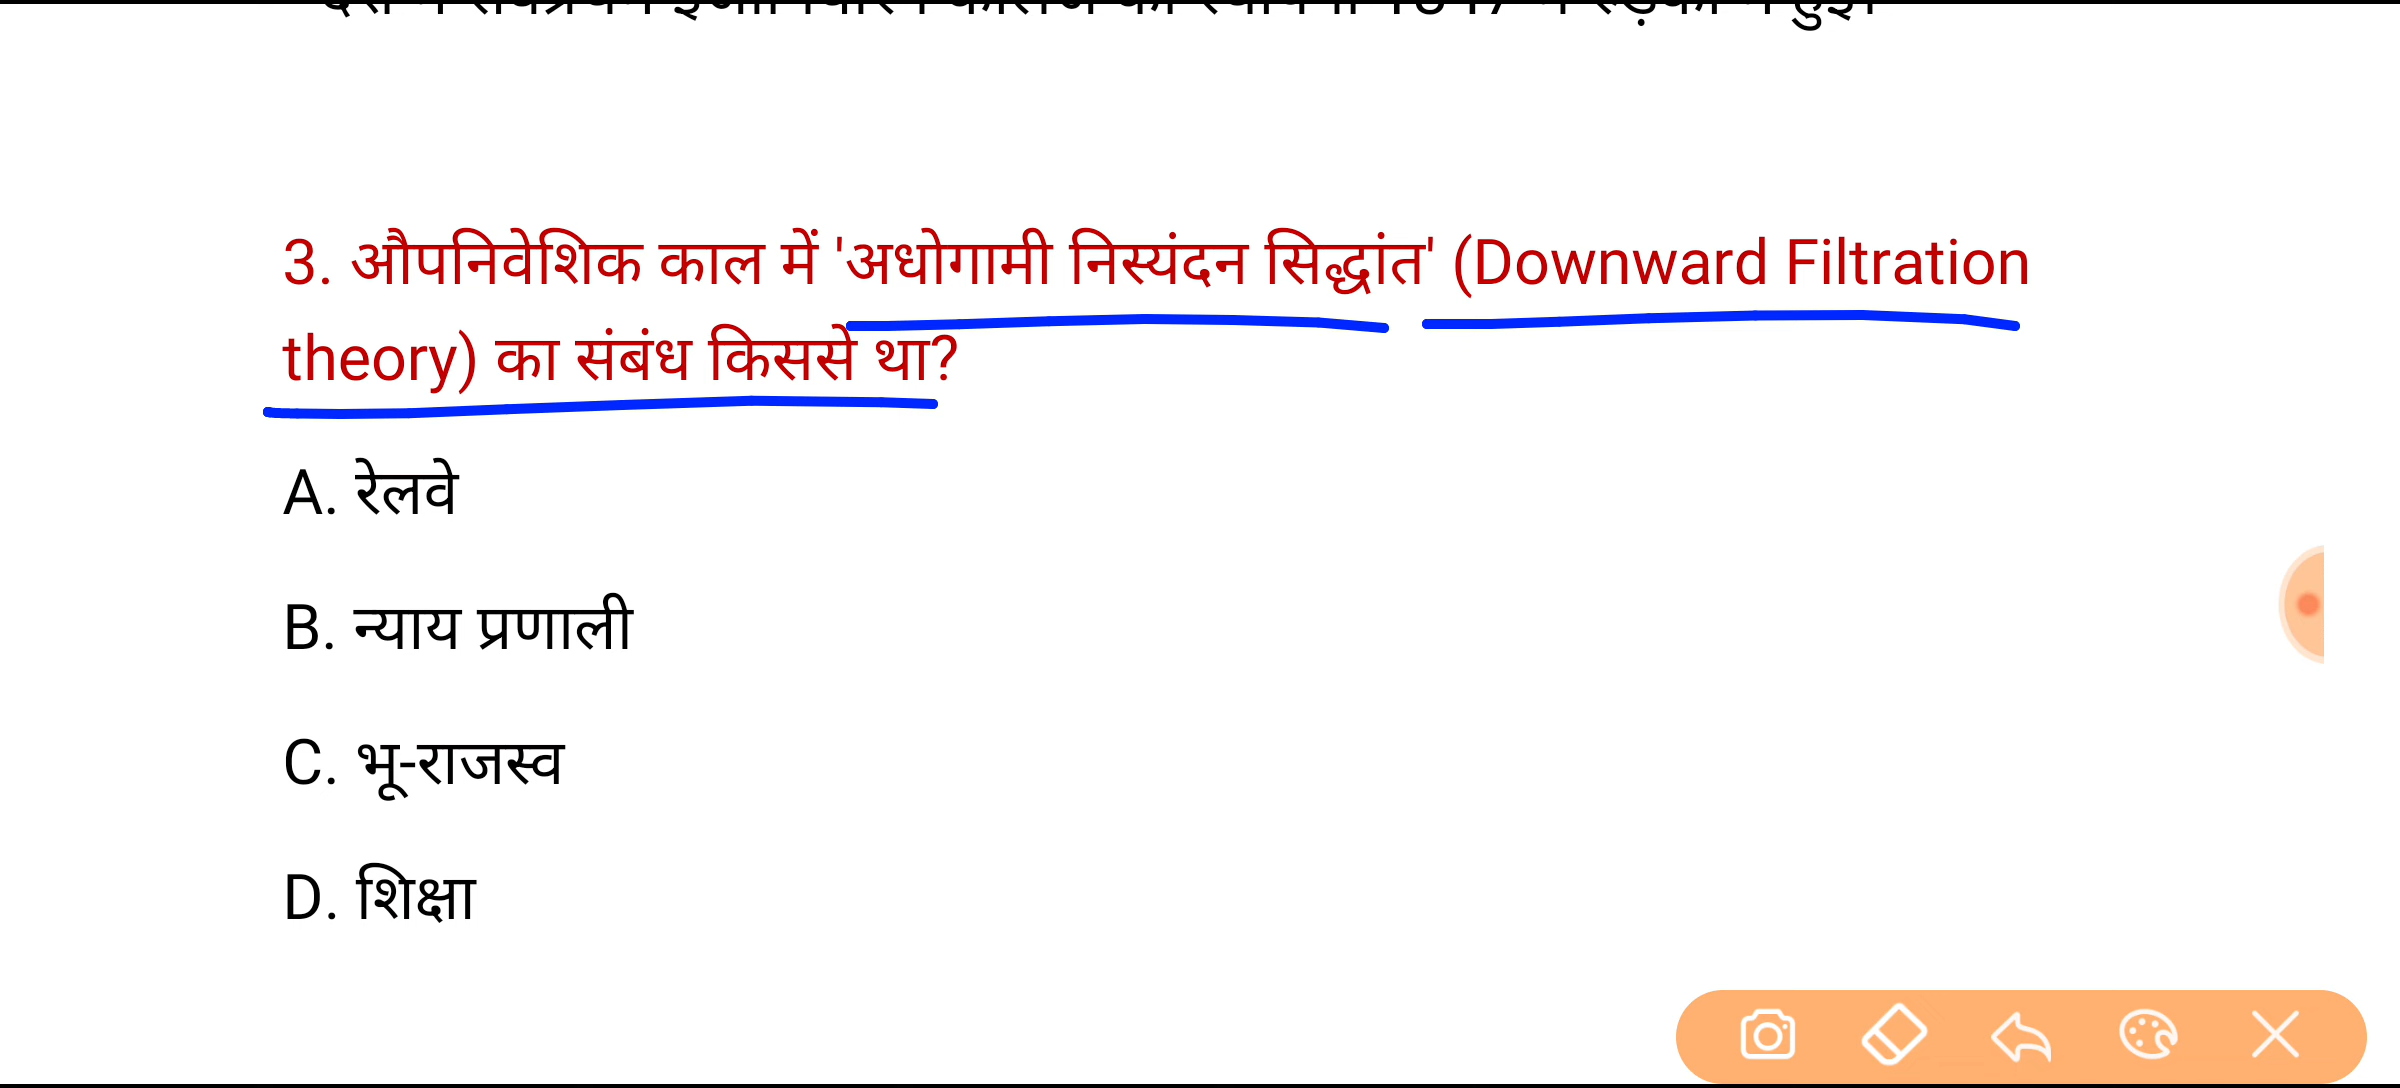 3. औपनिवेशिक काल में 'अधोगामी निस्यंदन सिद्धांत' (Downward Filtration
theory) का संबंध किससे था?
A. रेलवे
B. न्याय प्रणाली
C. भू-राजस्व
D. शिक्षा